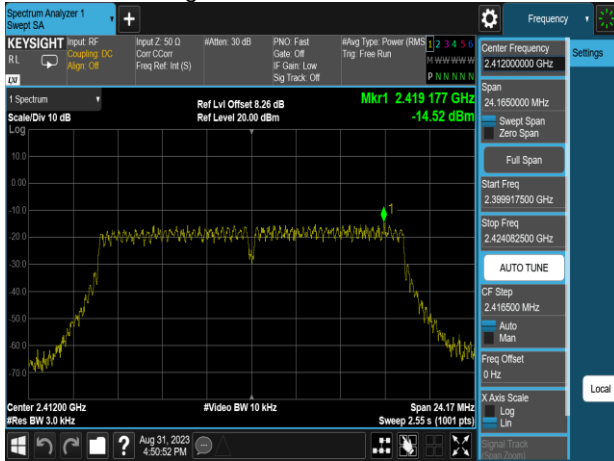 Spectrum Analyzer 1
Swept SA
Frequency
KEYSIGHT
RL
LXI
Input: RF
Coupling: DC
Align: Off
Input Z: 50 Ω
Corr CCorr
Freq Ref: Int (S)
#Atten: 30 dB
PNO: Fast
Gate: Off
IF Gain: Low
Sig Track: Off
#Avg Type: Power (RMS
Trig: Free Run
1 2 3 4 5 6
M W W W W W
P N N N N N
Center Frequency
2.412000000 GHz
Settings
Span
24.1650000 MHz
Swept Span
Zero Span
Full Span
Start Freq
2.399917500 GHz
Stop Freq
2.424082500 GHz
AUTO TUNE
CF Step
2.416500 MHz
Auto
Man
Freq Offset
0 Hz
X Axis Scale
Log
Lin
Signal Track
(Span Zoom)
Local
1 Spectrum
Scale/Div 10 dB
Log
Ref Lvl Offset 8.26 dB
Ref Level 20.00 dBm
Mkr1 2.419 177 GHz
-14.52 dBm
1
10.0
0.00
-10.0
-20.0
-30.0
-40.0
-50.0
-60.0
-70.0
Center 2.41200 GHz
#Res BW 3.0 kHz
#Video BW 10 kHz
Span 24.17 MHz
Sweep 2.55 s (1001 pts)
?
Aug 31, 2023
4:50:52 PM